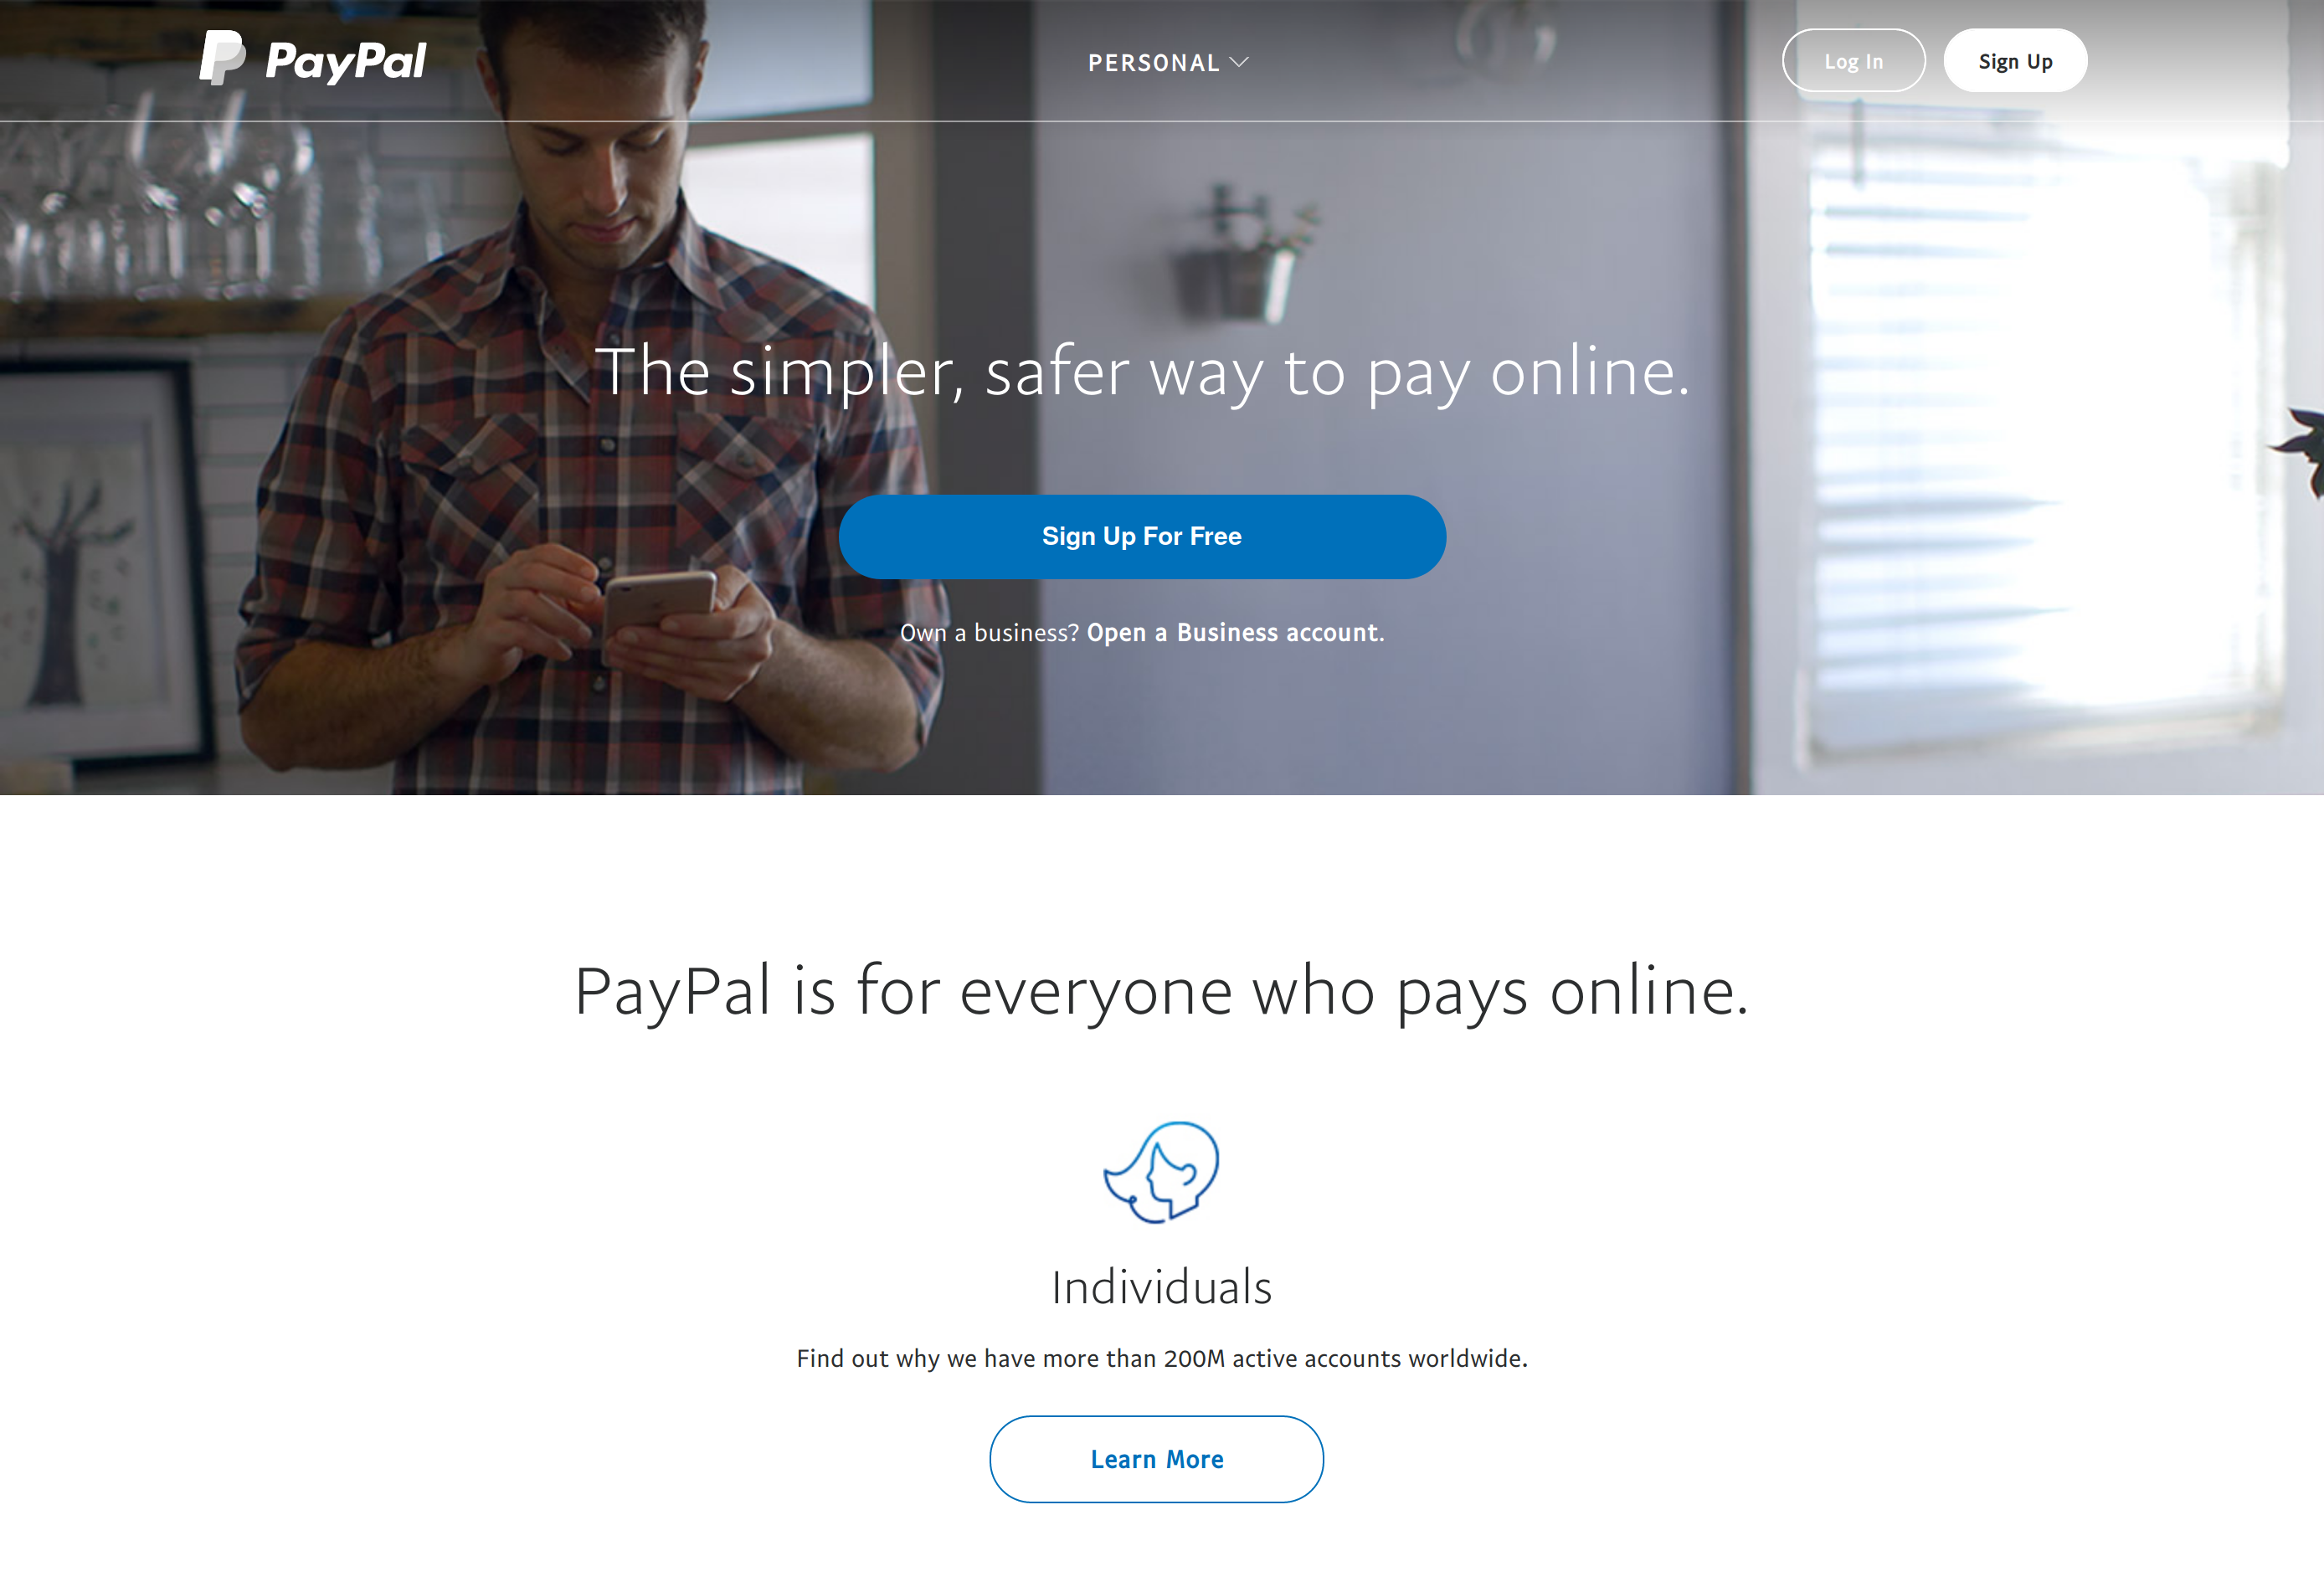 PayPal
PERSONAL
Log In
Sign Up
The simpler, safer way to pay online.
Sign Up For Free
Own a business? Open a Business account.
PayPal is for everyone who pays online.
Individuals
Find out why we have more than 200M active accounts worldwide.
Learn More